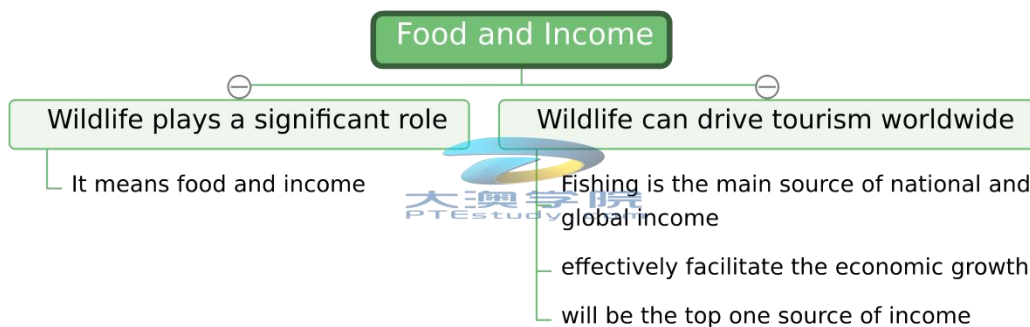 Food and Income
Wildlife plays a significant role
It means food and income
Wildlife can drive tourism worldwide
Fishing is the main source of national and
global income
effectively facilitate the economic growth
will be the top one source of income
大澳学院
PTEstudy.com